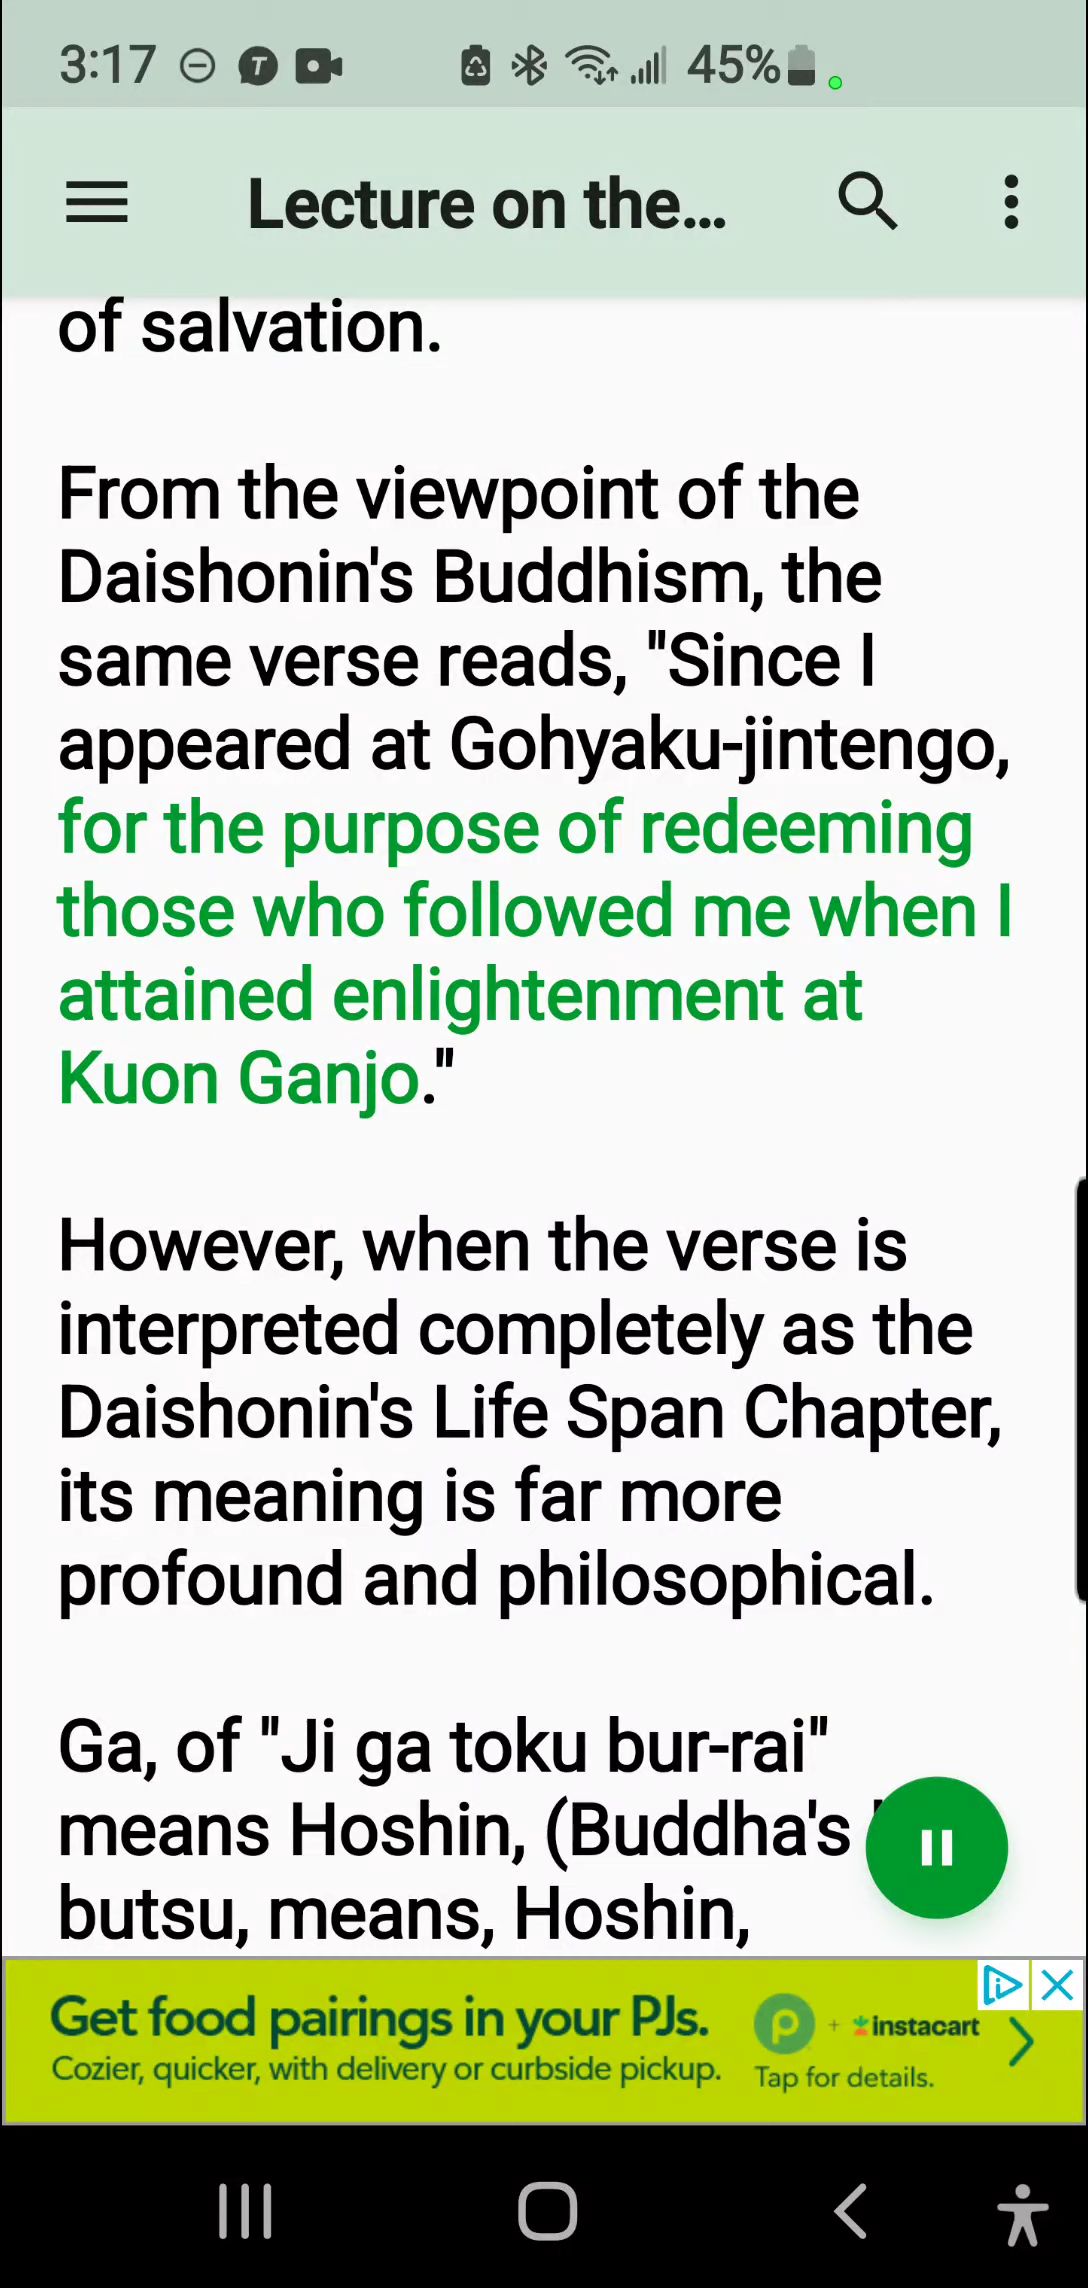 3:17
T
45%
Lecture on the...
of salvation.
From the viewpoint of the
Daishonin's Buddhism, the
same verse reads, "Since I
appeared at Gohyaku-jintengo,
for the purpose of redeeming
those who followed me when I
attained enlightenment at
Kuon Ganjo."
However, when the verse is
interpreted completely as the
Daishonin's Life Span Chapter,
its meaning is far more
profound and philosophical.
Ga, of "Ji ga toku bur-rai"
means Hoshin, (Buddha's
butsu, means, Hoshin,
Get food pairings in your PJs.
Cozier, quicker, with delivery or curbside pickup.
p + instacart
Tap for details.